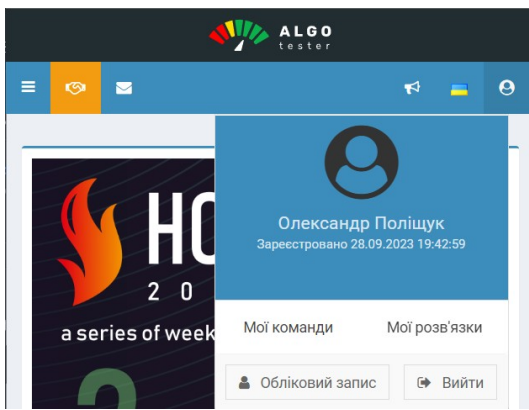 ALGO
tester
Олександр Поліщук
Зареєстровано 28.09.2023 19:42:59
2 0
a series of week
Мої команди Мої розв'язки
Обліковий запис Вийти